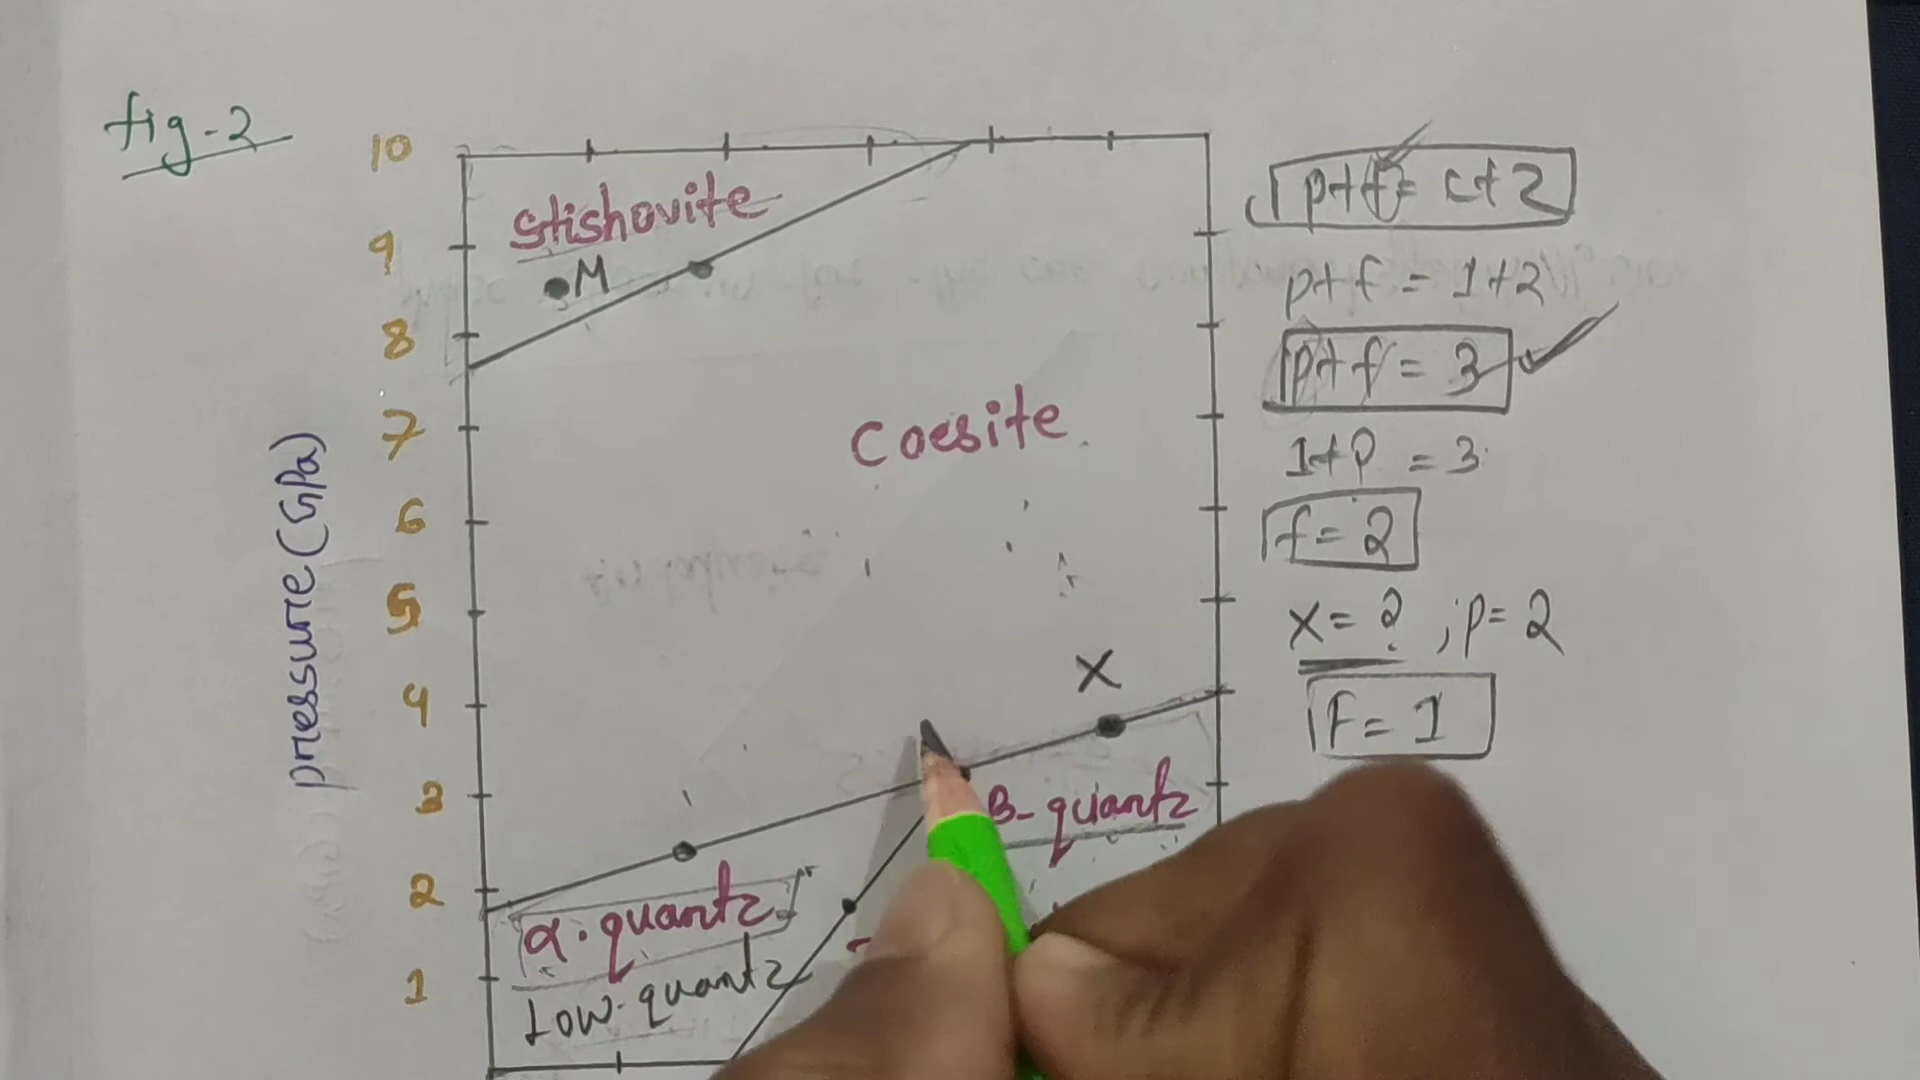 fig-2
10
9
8
7
6
5
4
3
2
1
pressure (GPa)
Stishovite
M
Coesite
X
B-quartz
α-quartz
Low-quartz
p+f = c+2
p+f = 1+2
p+f = 3
1+P = 3
f = 2
x = ? ; p = 2
F = 1